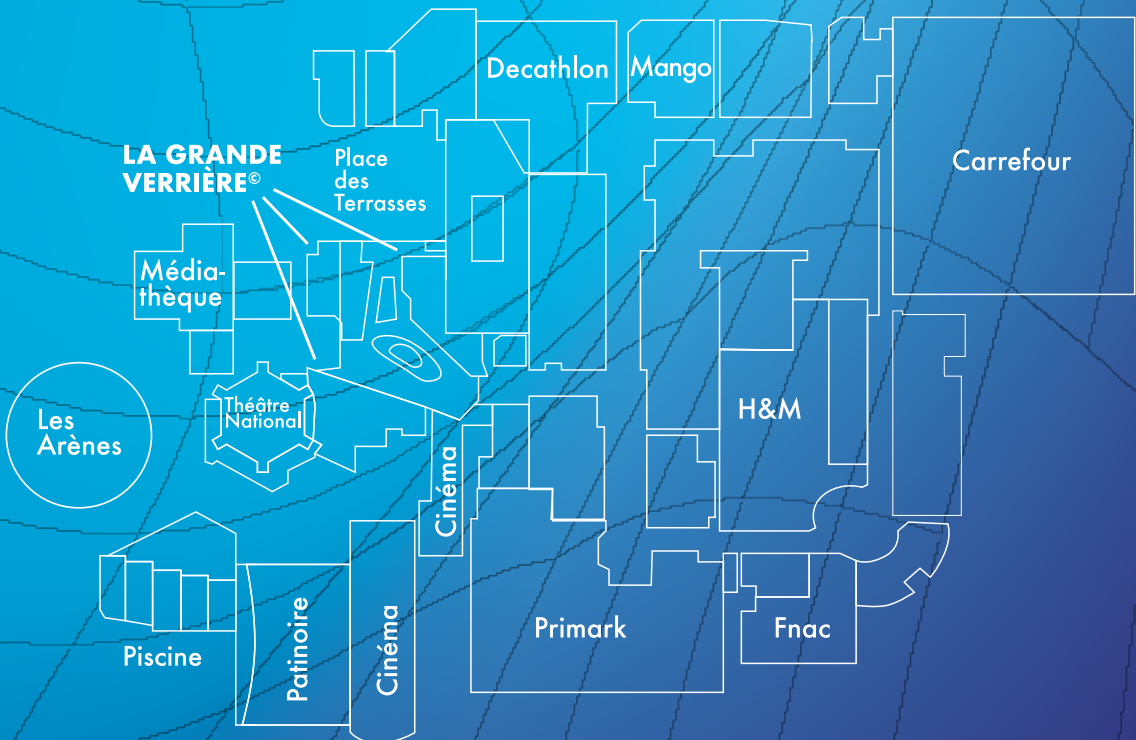 Decathlon
Mango
Carrefour
LA GRANDE
VERRIÈRE©
Place
des
Terrasses
Média-
thèque
Les
Arènes
Théâtre
National
H&M
Cinéma
Piscine
Patinoire
Cinéma
Primark
Fnac